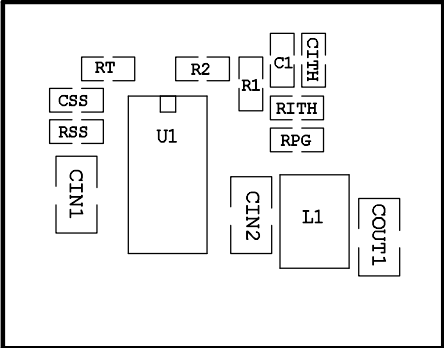 RT
R2
R1
C1
CITH
CSS
RITH
RSS
U1
RPG
CIN1
CIN2
L1
COUT1